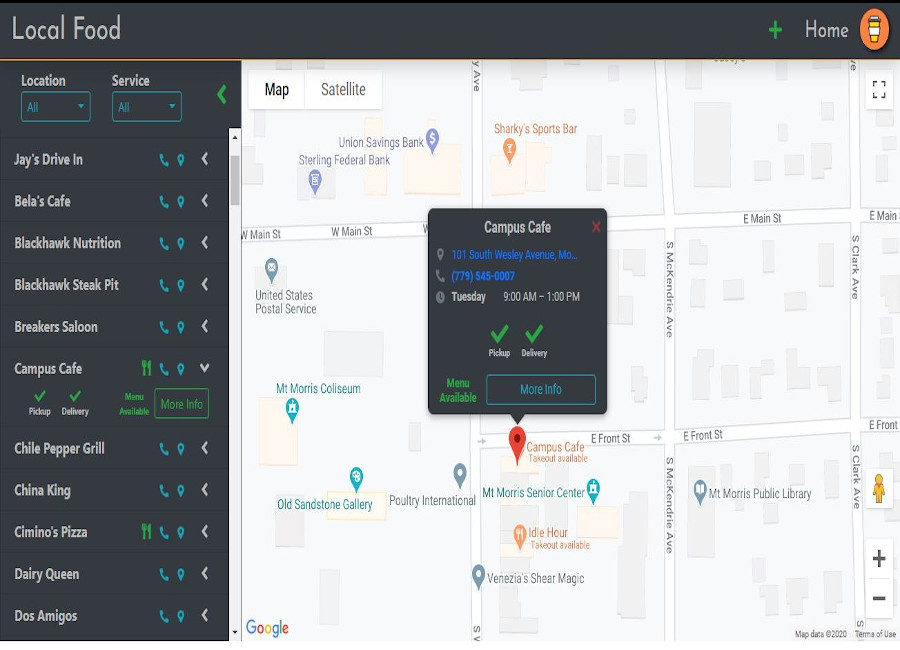 Local Food
Home
Location
Service
All
All
Jay's Drive In
Bela's Cafe
Blackhawk Nutrition
Blackhawk Steak Pit
Breakers Saloon
Campus Cafe
Pickup
Delivery
Menu
Available
More Info
Chile Pepper Grill
China King
Cimino's Pizza
Dairy Queen
Dos Amigos
Map
Satellite
Union Savings Bank
Sterling Federal Bank
Sharky's Sports Bar
W Main St
W Main St
E Main St
E Main
United States
Postal Service
Campus Cafe
101 South Wesley Avenue, Mo...
(779) 545-0007
Tuesday 9:00 AM – 1:00 PM
Pickup
Delivery
Menu
Available
More Info
S McKendrie Ave
S Clark Ave
Mt Morris Coliseum
E Front St
E Front St
E Front
Campus Cafe
Takeout available
Old Sandstone Gallery
Poultry International
Mt Morris Senior Center
Mt Morris Public Library
S McKendrie Ave
S Clark Ave
Idle Hour
Takeout available
Venezia's Shear Magic
Google
Map data ©2020
Terms of Use